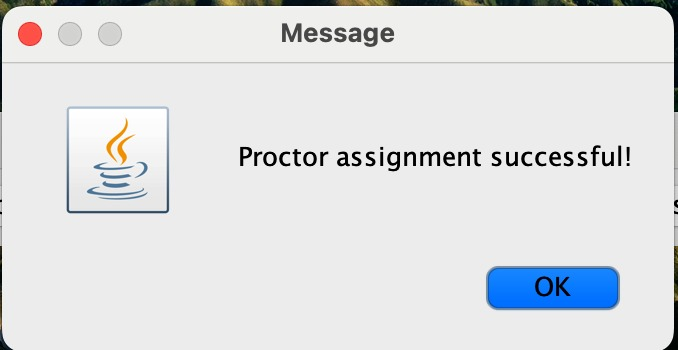 Message
Proctor assignment successful!
OK